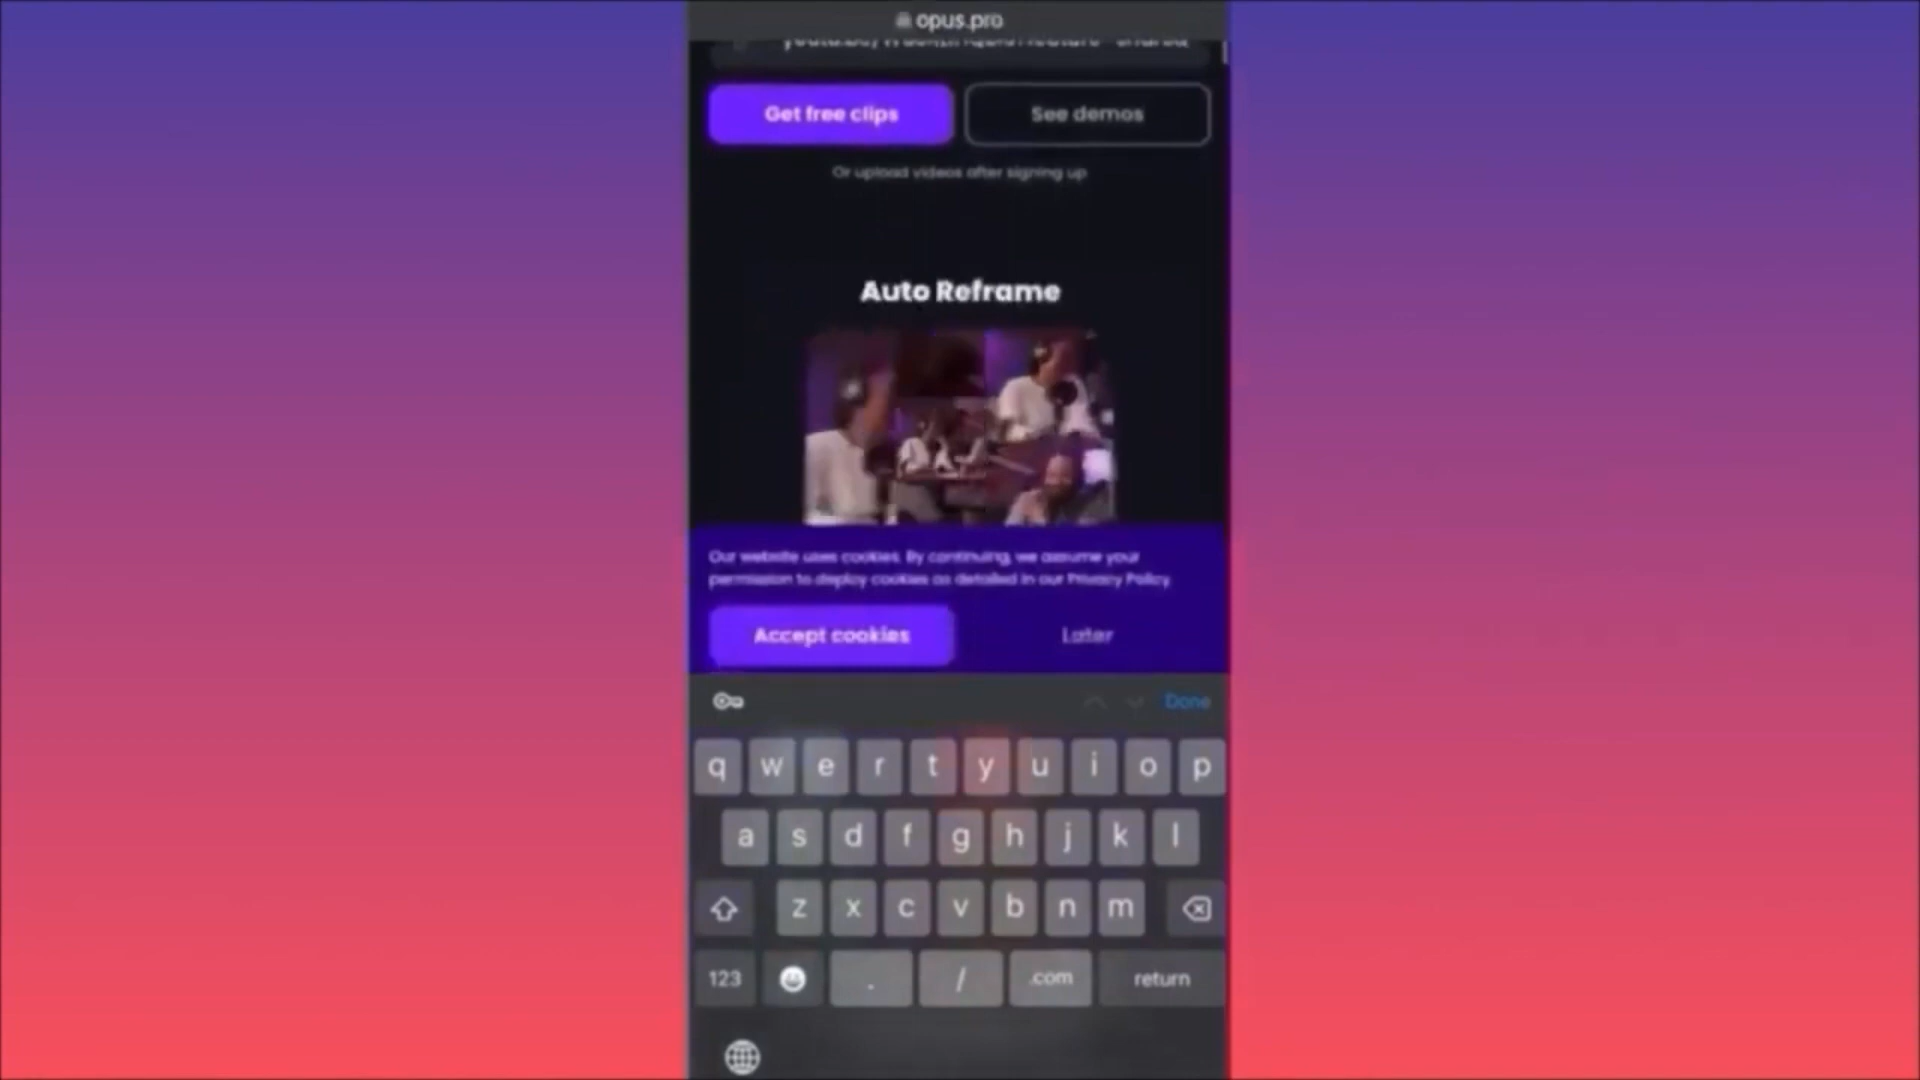 opus.pro
Get free clips
See demos
Or upload videos after signing up
Auto Reframe
Our website uses cookies. By continuing, we assume your
permission to deploy cookies as detailed in our Privacy Policy.
Accept cookies
Later
Done
q w e r t y u i o p
a s d f g h j k l
z x c v b n m
123 . / .com return